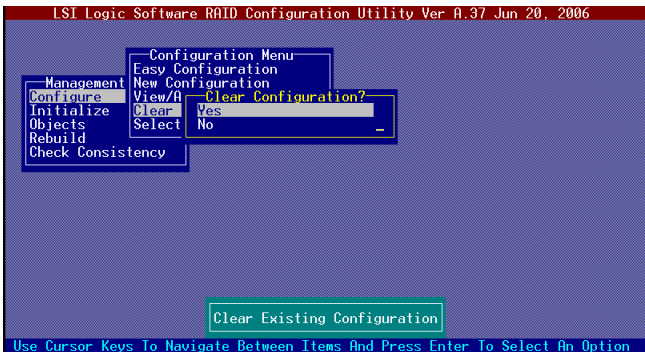 LSI Logic Software RAID Configuration Utility Ver A.37 Jun 20, 2006
Configuration Menu
Easy Configuration
Management
New Configuration
Configure
View/A
Clear Configuration?
Initialize
Clear
Yes
Objects
Select
No
Rebuild
Check Consistency
Clear Existing Configuration
Use Cursor Keys To Navigate Between Items And Press Enter To Select An Option